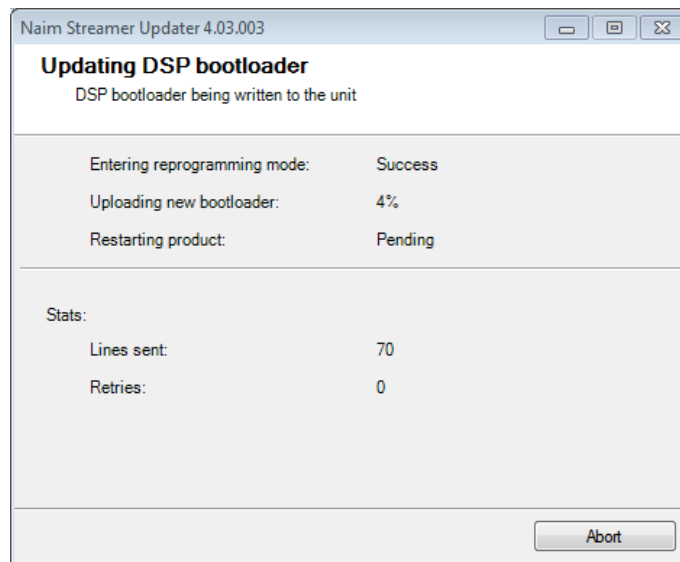 Naim Streamer Updater 4.03.003
Updating DSP bootloader
DSP bootloader being written to the unit
Entering reprogramming mode: Success
Uploading new bootloader: 4%
Restarting product: Pending
Stats:
Lines sent: 70
Retries: 0
Abort